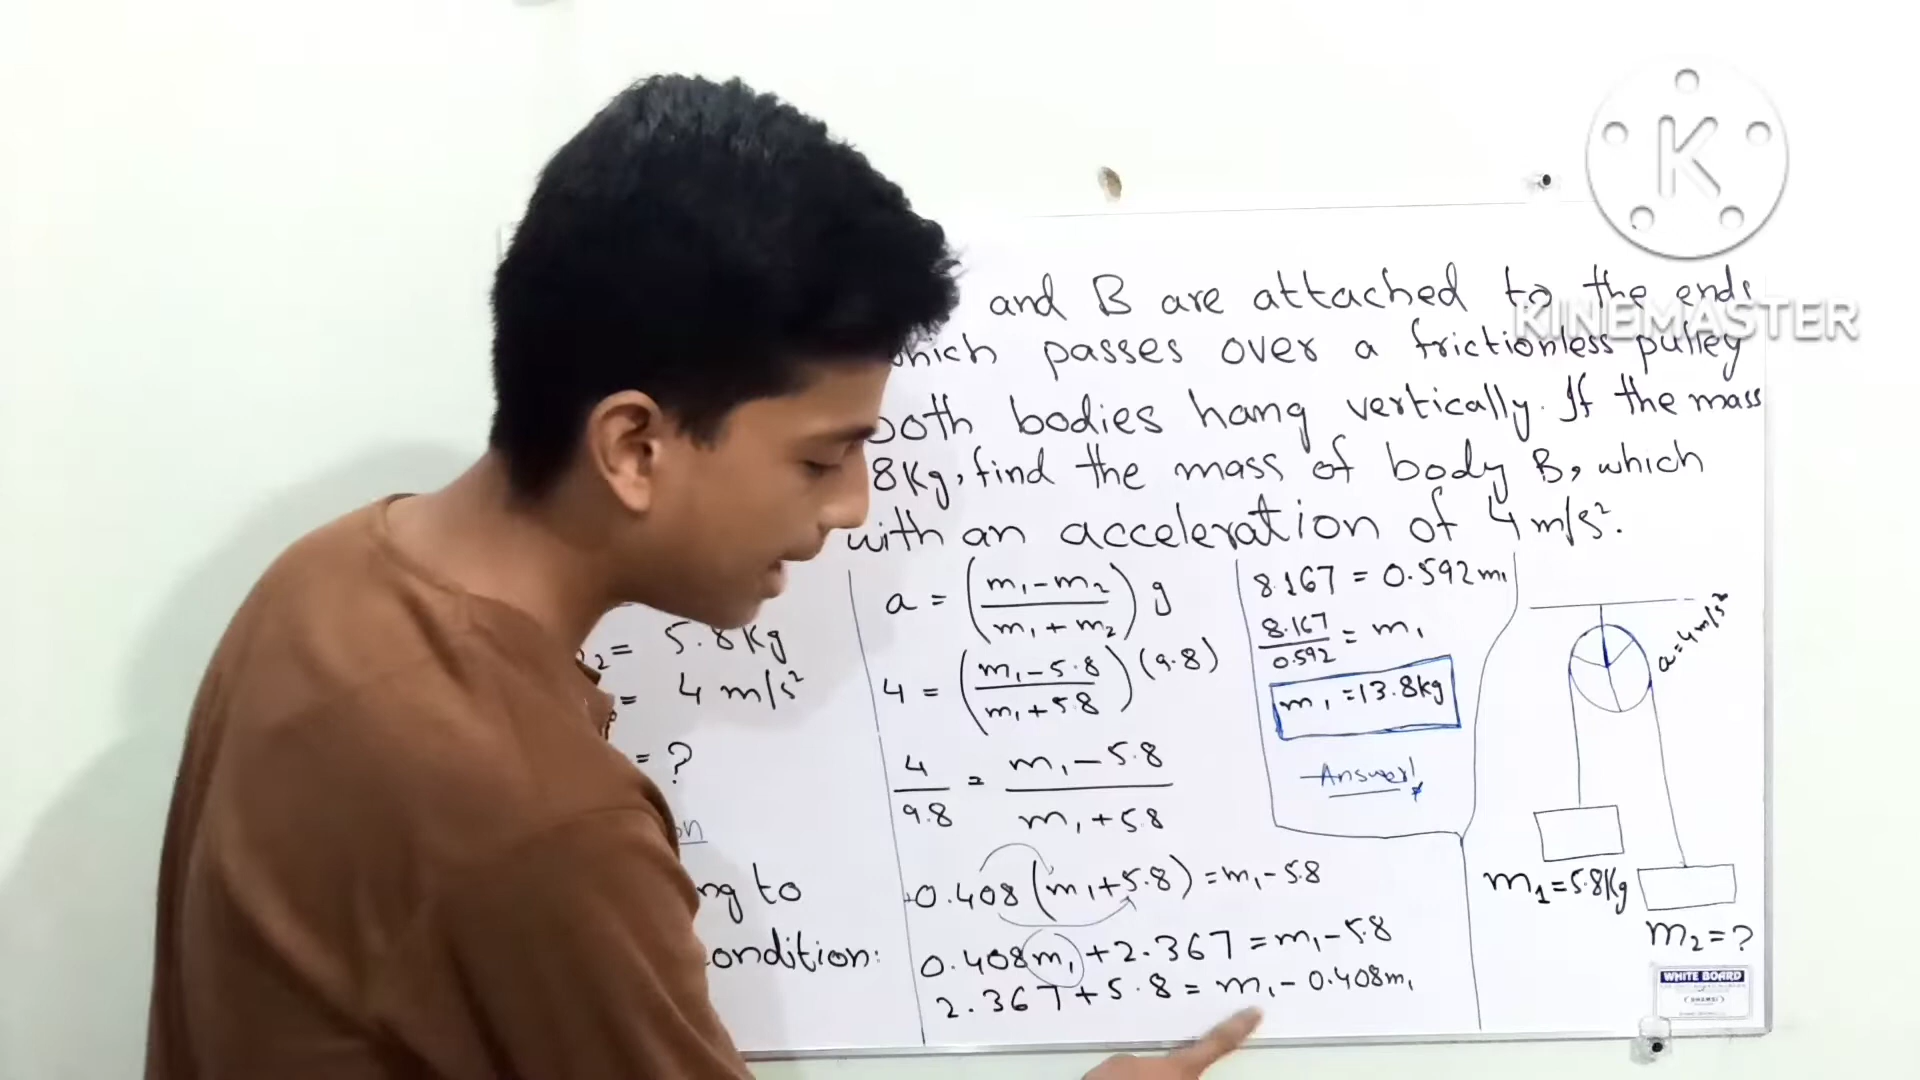 and B are attached to the ends
which passes over a frictionless pulley
both bodies hang vertically. If the mass
8Kg, find the mass of body B, which
with an acceleration of 4 m/s².
2 = 5.8 Kg
= 4 m/s²
= ?
on
ng to
ondition:
a = (m₁ - m₂ / m₁ + m₂) g
4 = (m₁ - 5.8 / m₁ + 5.8) (9.8)
4 / 9.8 = m₁ - 5.8 / m₁ + 5.8
0.408 (m₁ + 5.8) = m₁ - 5.8
0.408m₁ + 2.367 = m₁ - 5.8
2.367 + 5.8 = m₁ - 0.408m₁
8.167 = 0.592m₁
8.167 / 0.592 = m₁
m₁ = 13.8kg
Answer!
a = 4 m/s²
m₁ = 5.8Kg
m₂ = ?
WHITE BOARD
K
KINEMASTER